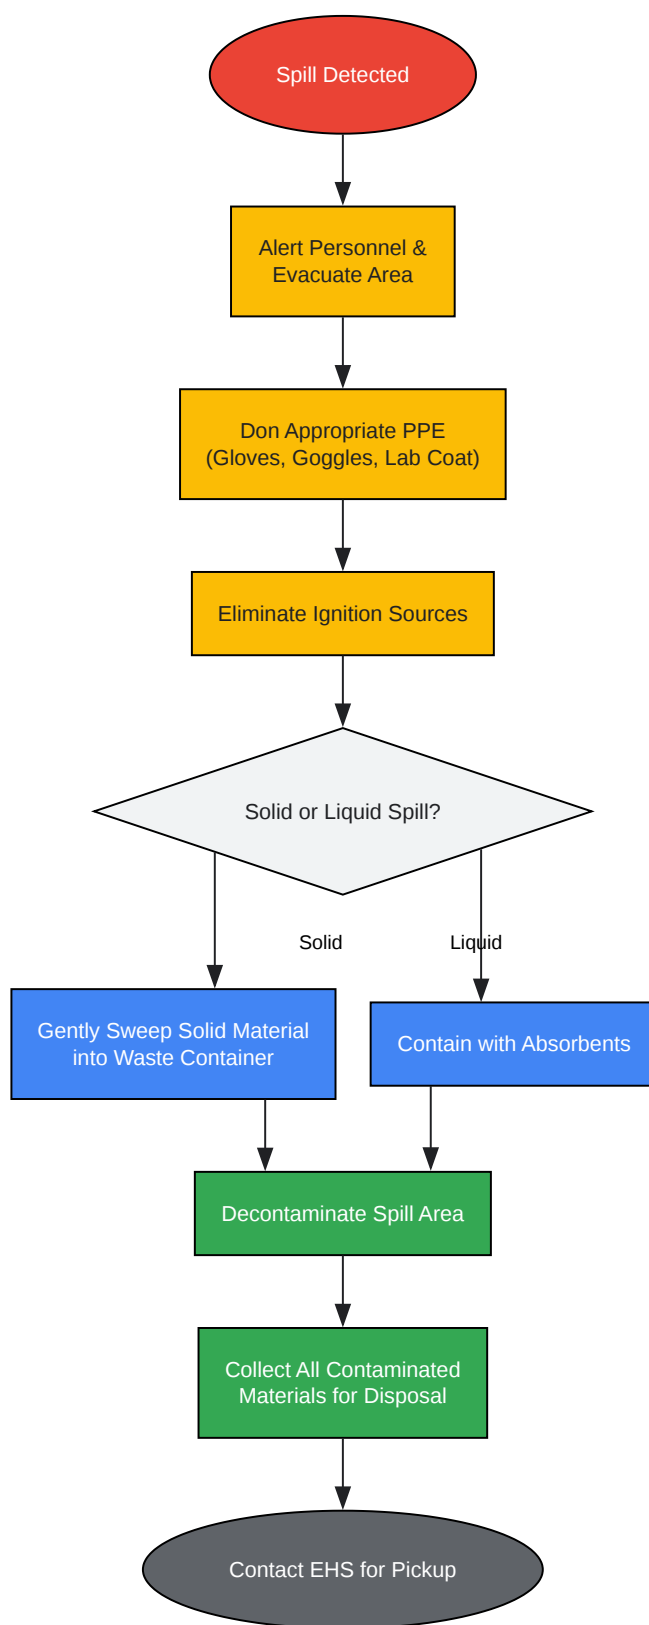 Spill Detected
Alert Personnel &
Evacuate Area
Don Appropriate PPE
(Gloves, Goggles, Lab Coat)
Eliminate Ignition Sources
Solid or Liquid Spill?
Solid
Liquid
Gently Sweep Solid Material
into Waste Container
Contain with Absorbents
Decontaminate Spill Area
Collect All Contaminated
Materials for Disposal
Contact EHS for Pickup